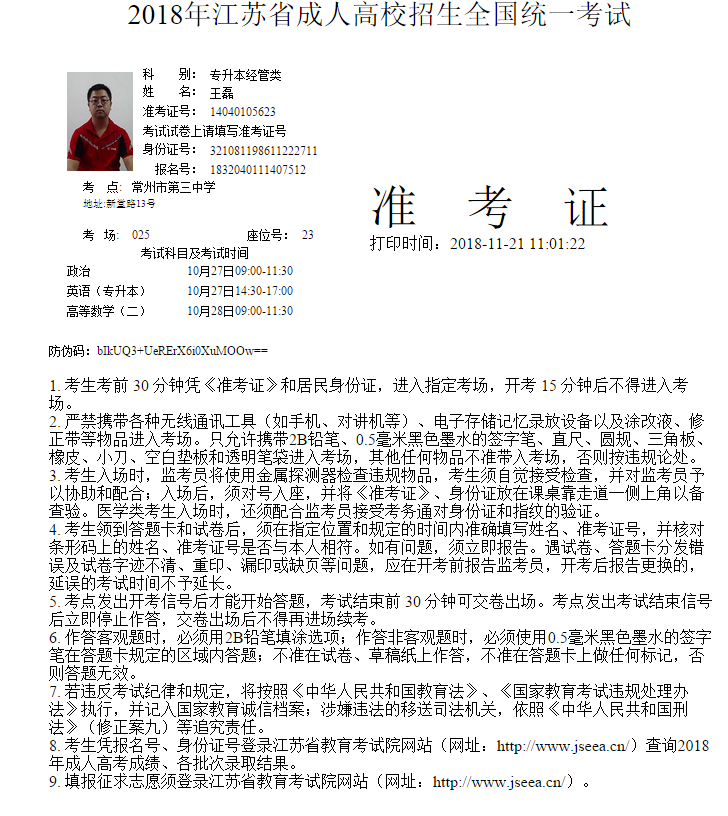 2018年江苏省成人高校招生全国统一考试
科 别： 专升本经管类
姓 名： 王磊
准考证号： 14040105623
考试试卷上请填写准考证号
身份证号： 321081198611222711
报名号： 1832040111407512
考 点: 常州市第三中学
地址:新堂路13号
准 考 证
打印时间：2018-11-21 11:01:22
考 场: 025 座位号： 23
考试科目及考试时间
政治 10月27日09:00-11:30
英语（专升本） 10月27日14:30-17:00
高等数学（二） 10月28日09:00-11:30
防伪码：bIkUQ3+UeRErX6i0XuMOOw==
1. 考生考前 30 分钟凭《准考证》和居民身份证，进入指定考场，开考 15 分钟后不得进入考
场。
2. 严禁携带各种无线通讯工具（如手机、对讲机等）、电子存储记忆录放设备以及涂改液、修
正带等物品进入考场。只允许携带2B铅笔、0.5毫米黑色墨水的签字笔、直尺、圆规、三角板、
橡皮、小刀、空白垫板和透明笔袋进入考场，其他任何物品不准带入考场，否则按违规论处。
3. 考生入场时，监考员将使用金属探测器检查违规物品，考生须自觉接受检查，并对监考员予
以协助和配合；入场后，须对号入座，并将《准考证》、身份证放在课桌靠走道一侧上角以备
查验。医学类考生入场时，还须配合监考员接受考务通对身份证和指纹的验证。
4. 考生领到答题卡和试卷后，须在指定位置和规定的时间内准确填写姓名、准考证号，并核对
条形码上的姓名、准考证号是否与本人相符。如有问题，须立即报告。遇试卷、答题卡分发错
误及试卷字迹不清、重印、漏印或缺页等问题，应在开考前报告监考员，开考后报告更换的，
延误的考试时间不予延长。
5. 考点发出开考信号后才能开始答题，考试结束前 30 分钟可交卷出场。考点发出考试结束信号
后立即停止作答，交卷出场后不得再进场续考。
6. 作答客观题时，必须用2B铅笔填涂选项；作答非客观题时，必须使用0.5毫米黑色墨水的签字
笔在答题卡规定的区域内答题；不准在试卷、草稿纸上作答，不准在答题卡上做任何标记，否
则答题无效。
7. 若违反考试纪律和规定，将按照《中华人民共和国教育法》、《国家教育考试违规处理办
法》执行，并记入国家教育诚信档案；涉嫌违法的移送司法机关，依照《中华人民共和国刑
法》（修正案九）等追究责任。
8. 考生凭报名号、身份证号登录江苏省教育考试院网站（网址：http://www.jseea.cn/）查询2018
年成人高考成绩、各批次录取结果。
9. 填报征求志愿须登录江苏省教育考试院网站（网址：http://www.jseea.cn/）。